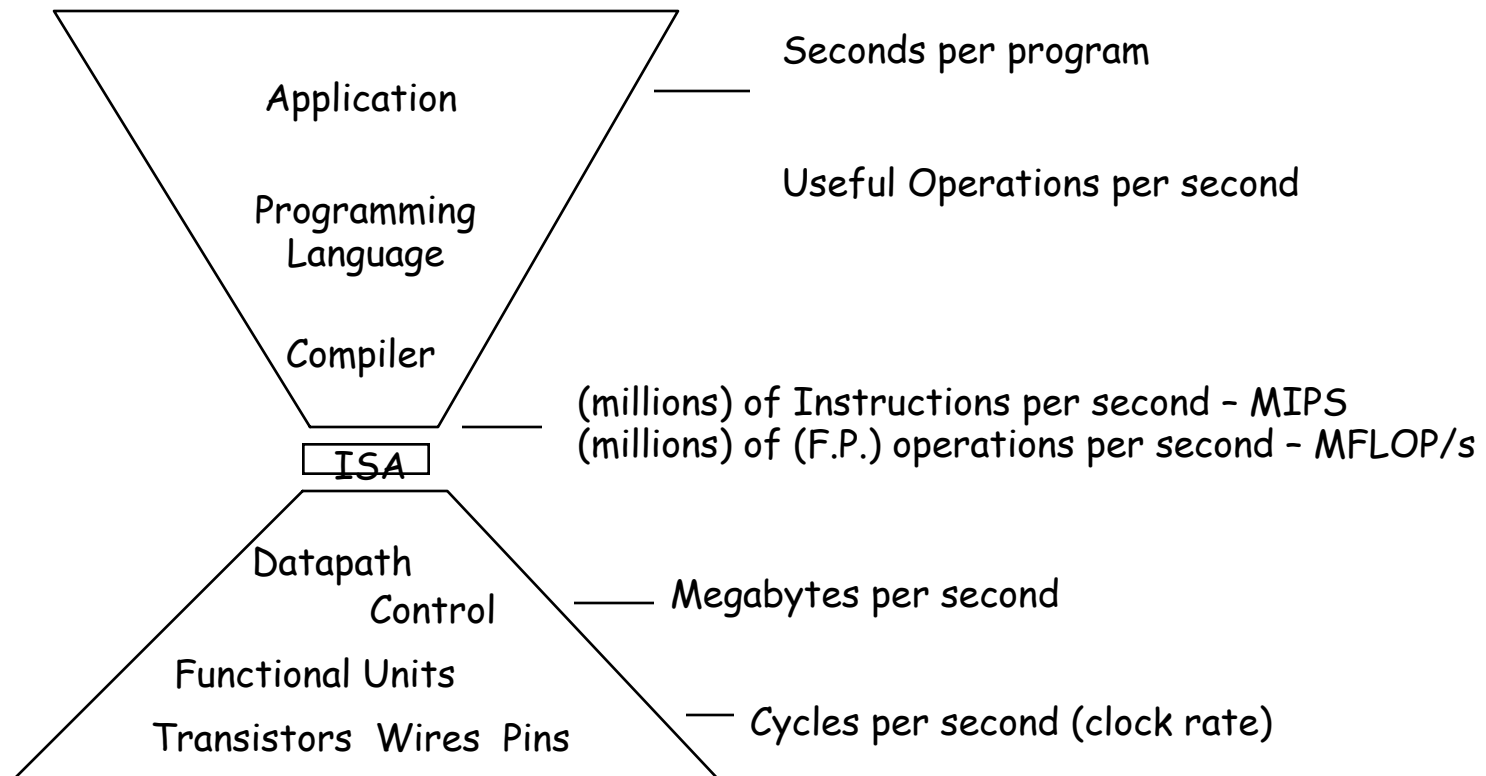 Seconds per program
Application
Useful Operations per second
Programming
Language
Compiler
(millions) of Instructions per second – MIPS
(millions) of (F.P.) operations per second – MFLOP/s
ISA
Datapath
Control
Megabytes per second
Functional Units
Transistors Wires Pins
Cycles per second (clock rate)